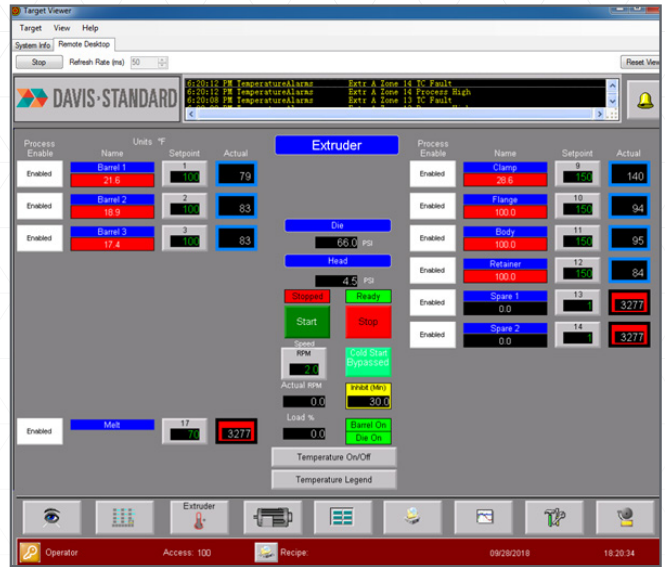 Target Viewer
Target View Help
System Info Remote Desktop
Stop Refresh Rate (ms) 50 Reset View
DAVIS-STANDARD
6:20:12 PM TemperatureAlarms Extr A Zone 14 TC Fault
6:20:12 PM TemperatureAlarms Extr A Zone 14 Process High
6:20:08 PM TemperatureAlarms Extr A Zone 13 TC Fault
Process Enable Units °F Name Setpoint Actual
Enabled Barrel 1 21.6 1 100 79
Enabled Barrel 2 18.9 2 100 83
Enabled Barrel 3 17.4 3 100 83
Enabled Melt 17 70 3277
Extruder
Die
66.0 PSI
Head
4.5 PSI
Stopped Ready
Start Stop
Speed
RPM
2.0
Cold Start
Bypassed
Actual RPM
0.0
Inhibit (Min)
30.0
Load %
0.0
Barrel On
Die On
Temperature On/Off
Temperature Legend
Process Enable Name Setpoint Actual
Enabled Clamp 28.6 9 150 140
Enabled Flange 100.0 10 150 94
Enabled Body 100.0 11 150 95
Enabled Retainer 100.0 12 150 84
Enabled Spare 1 0.0 13 1 3277
Enabled Spare 2 0.0 14 1 3277
Extruder
Operator Access: 100 Recipe: 09/28/2018 18:20:34